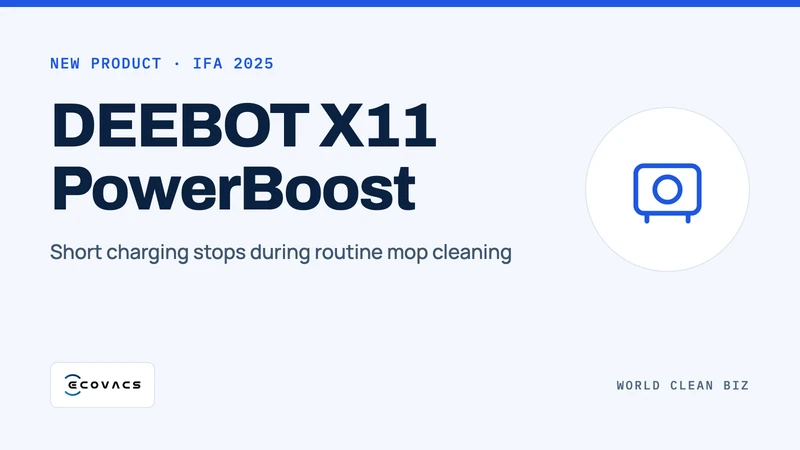 NEW PRODUCT · IFA 2025
DEEBOT X11
PowerBoost
Short charging stops during routine mop cleaning
ECOVACS
WORLD CLEAN BIZ